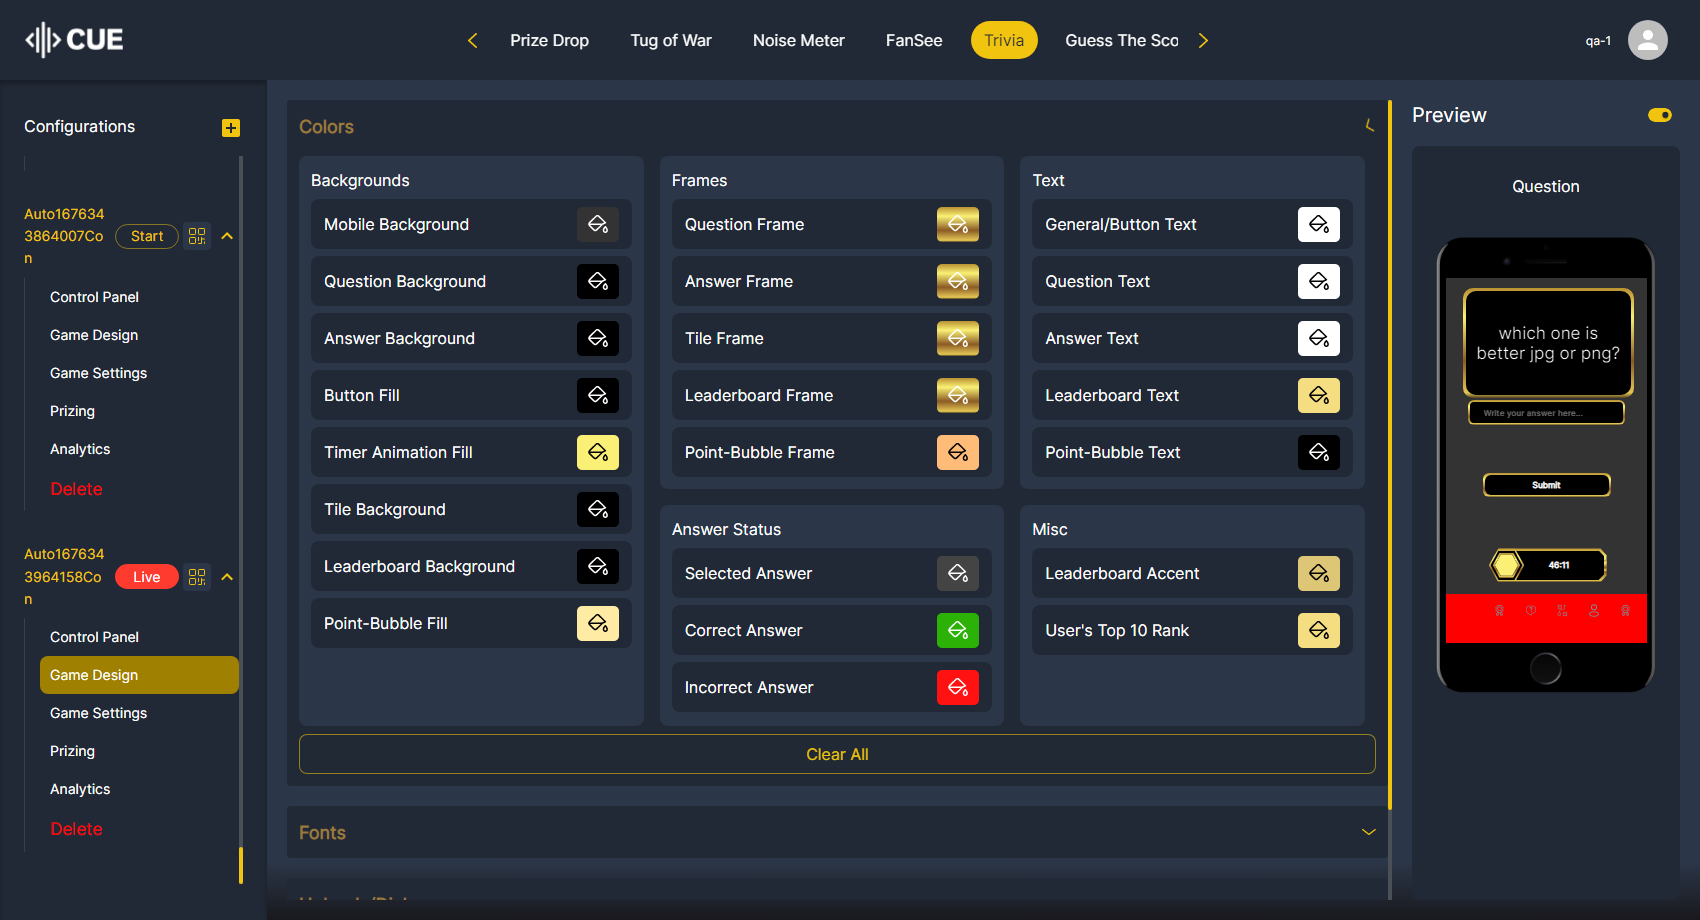 CUE
Prize Drop
Tug of War
Noise Meter
FanSee
Trivia
Guess The Sco
qa-1
Configurations
Auto167634
3864007Co
n
Start
Control Panel
Game Design
Game Settings
Prizing
Analytics
Delete
Auto167634
3964158Co
n
Live
Control Panel
Game Design
Game Settings
Prizing
Analytics
Delete
Colors
Backgrounds
Mobile Background
Question Background
Answer Background
Button Fill
Timer Animation Fill
Tile Background
Leaderboard Background
Point-Bubble Fill
Frames
Question Frame
Answer Frame
Tile Frame
Leaderboard Frame
Point-Bubble Frame
Text
General/Button Text
Question Text
Answer Text
Leaderboard Text
Point-Bubble Text
Answer Status
Selected Answer
Correct Answer
Incorrect Answer
Misc
Leaderboard Accent
User's Top 10 Rank
Clear All
Fonts
Preview
Question
which one is
better jpg or png?
Write your answer here...
Submit
46:11